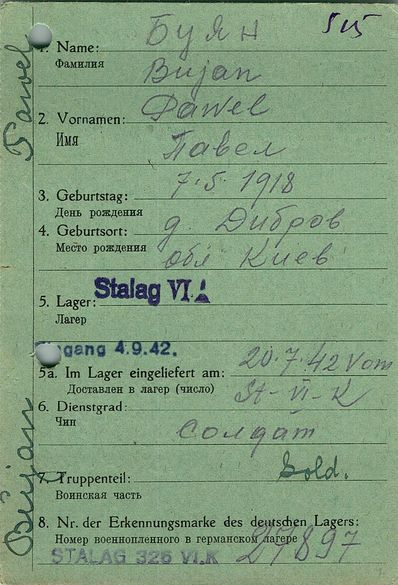 515
Буян
1. Name:
Фамилия
Bujan
2. Vornamen: Pawel
Имя
Павел
3. Geburtstag: 7.5.1918
День рождения
4. Geburtsort: д. Дибров
Место рождения
обл Киев
Stalag VI A
5. Lager:
Лагер
gang 4.9.42.
5a. Im Lager eingeliefert am: 20.7.42 vom
Доставлен в лагер (число) St-VI-K
6. Dienstgrad:
Чин
солдат
7. Truppenteil: Sold.
Воинская часть
8. Nr. der Erkennungsmarke des deutschen Lagers:
Номер военнопленного в германском лагере
STALAG 326 VI.K 27897
Pawel
Bujan